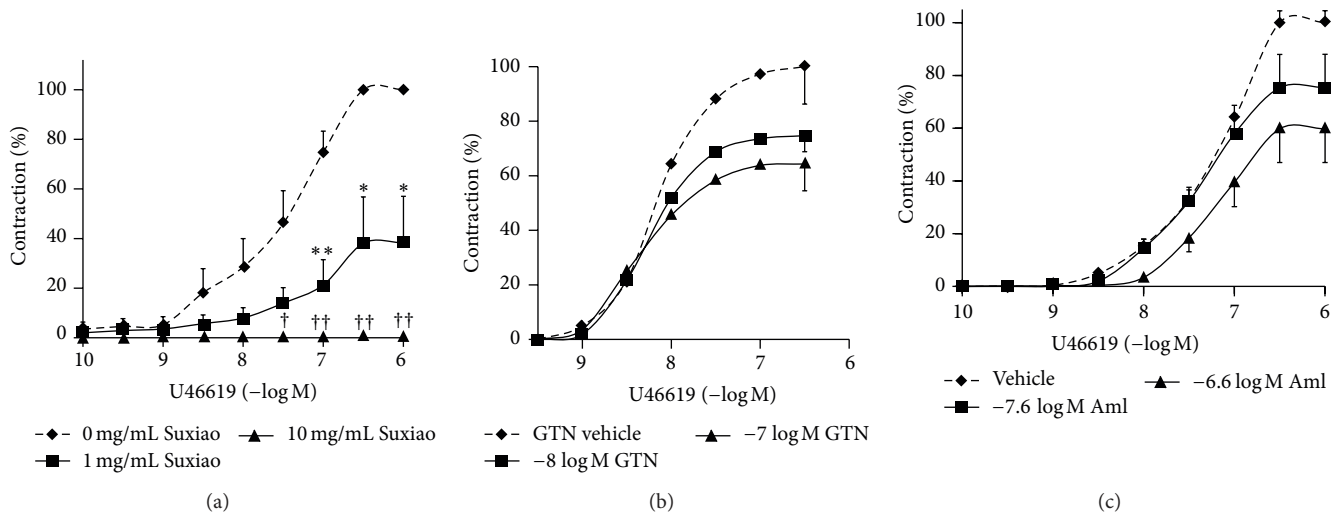 100
80
60
40
20
0
Contraction (%)
* *
**
† †† †† ††
10 9 8 7 6
U46619 (−log M)
0 mg/mL Suxiao 10 mg/mL Suxiao
1 mg/mL Suxiao
(a)
100
80
60
40
20
0
Contraction (%)
9 8 7 6
U46619 (−log M)
GTN vehicle −7 log M GTN
−8 log M GTN
(b)
100
80
60
40
20
0
Contraction (%)
10 9 8 7 6
U46619 (−log M)
Vehicle −6.6 log M Aml
−7.6 log M Aml
(c)